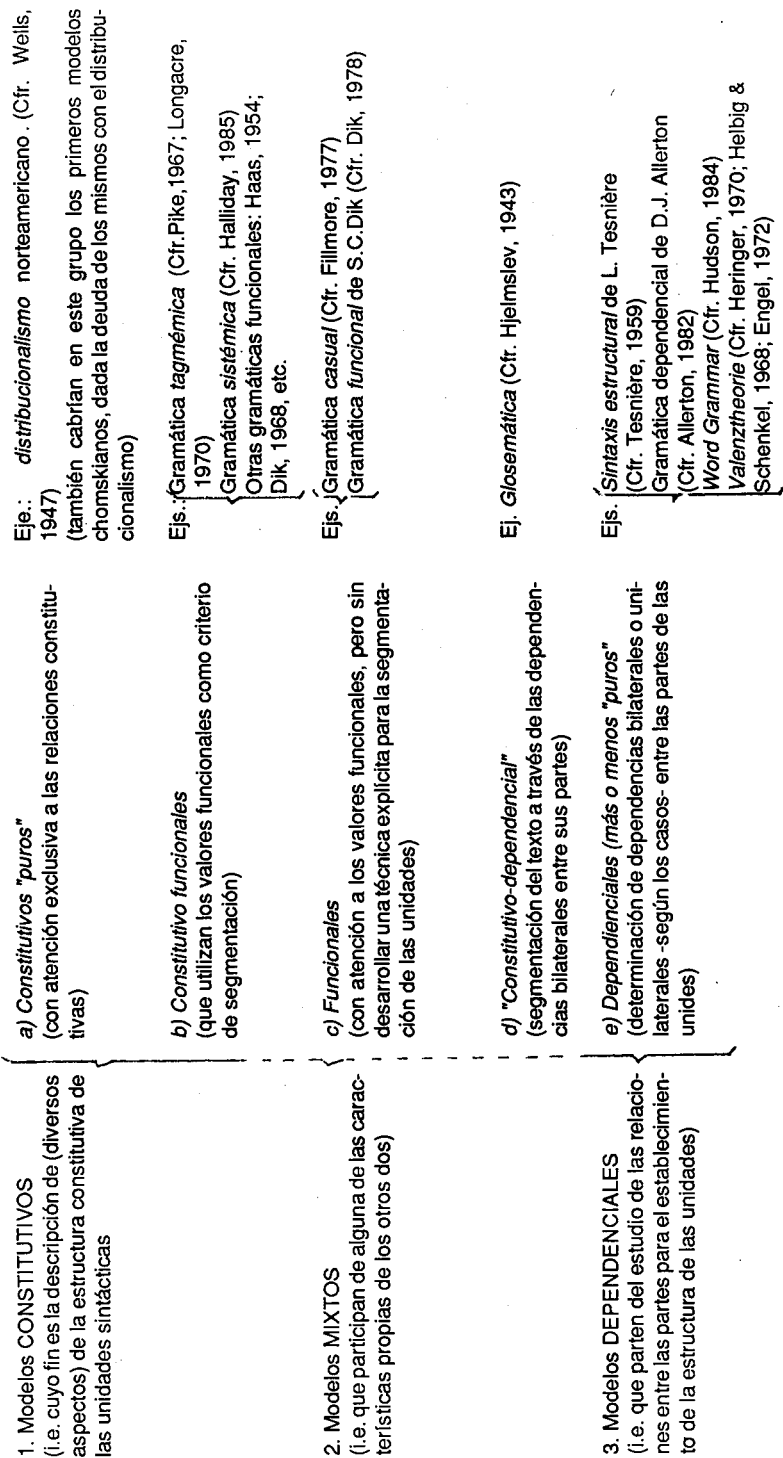 1. Modelos CONSTITUTIVOS
(i.e. cuyo fin es la descripción de (diversos
aspectos) de la estructura constitutiva de
las unidades sintácticas
a) Constitutivos "puros"
(con atención exclusiva a las relaciones constitu-
tivas)
Eje.: distribucionalismo norteamericano. (Cfr. Wells,
1947)
(también cabrían en este grupo los primeros modelos
chomskianos, dada la deuda de los mismos con el distribu-
cionalismo)
b) Constitutivo funcionales
(que utilizan los valores funcionales como criterio
de segmentación)
Ejs.: Gramática tagmémica (Cfr.Pike,1967; Longacre,
1970)
Gramática sistémica (Cfr. Halliday, 1985)
Otras gramáticas funcionales: Haas, 1954;
Dik, 1968, etc.
2. Modelos MIXTOS
(i.e. que participan de alguna de las carac-
terísticas propias de los otros dos)
c) Funcionales
(con atención a los valores funcionales, pero sin
desarrollar una técnica explícita para la segmenta-
ción de las unidades)
Ejs. Gramática casual (Cfr. Fillmore, 1977)
Gramática funcional de S.C.Dik (Cfr. Dik, 1978)
d) "Constitutivo-dependencial"
(segmentación del texto a través de las dependen-
cias bilaterales entre sus partes)
Ej. Glosemática (Cfr. Hjelmslev, 1943)
3. Modelos DEPENDENCIALES
(i.e. que parten del estudio de las relacio-
nes entre las partes para el establecimien-
to de la estructura de las unidades)
e) Dependienciales (más o menos "puros"
(determinación de dependencias bilaterales o uni-
laterales -según los casos- entre las partes de las
unides)
Ejs. Sintaxis estructural de L. Tesnière
(Cfr. Tesnière, 1959)
Gramática dependencial de D.J. Allerton
(Cfr. Allerton, 1982)
Word Grammar (Cfr. Hudson, 1984)
Valenztheorie (Cfr. Heringer, 1970; Helbig &
Schenkel, 1968; Engel, 1972)